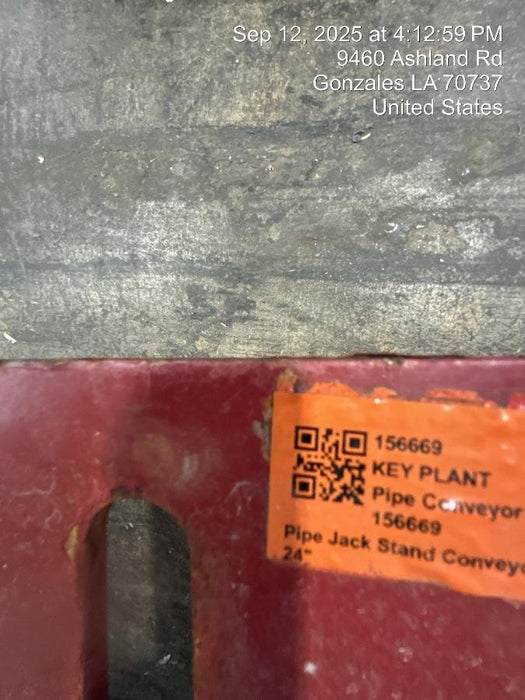 Sep 12, 2025 at 4:12:59 PM
9460 Ashland Rd
Gonzales LA 70737
United States
156669
KEY PLANT
Pipe Conveyor
156669
Pipe Jack Stand Conveyo
24"